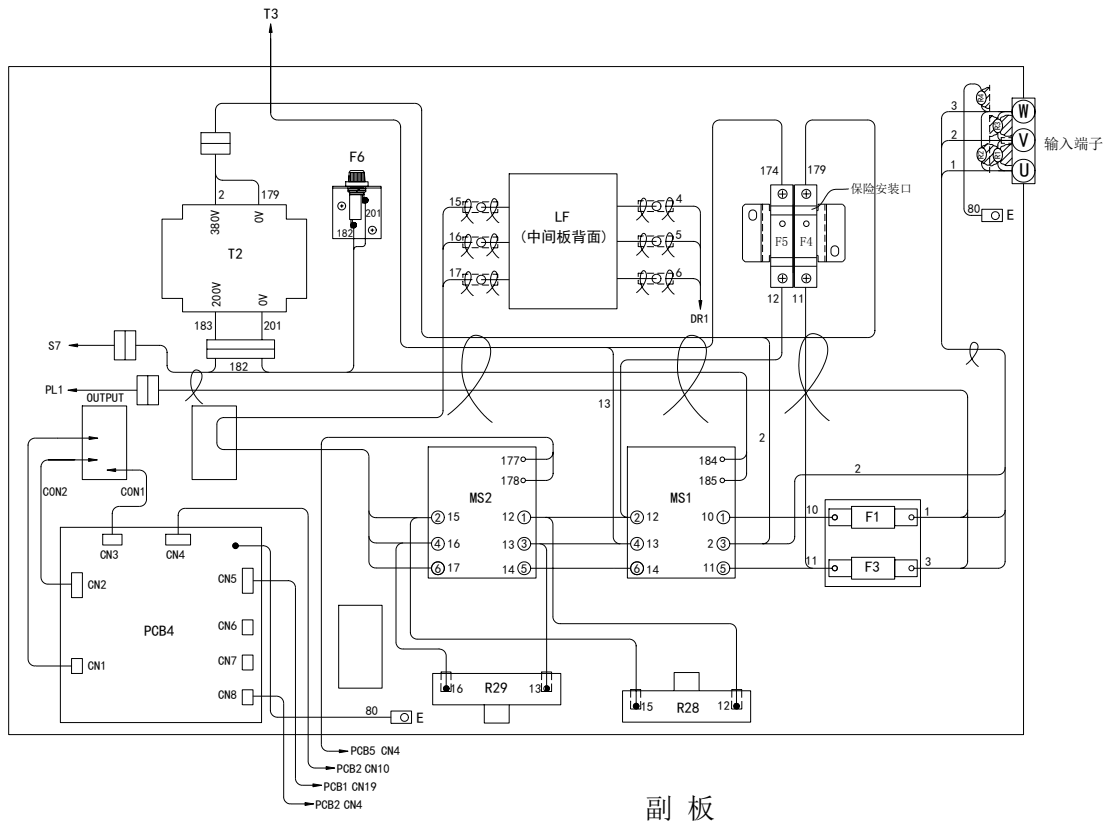 T3
3
2
1
W
V
U
输入端子
80
E
2
179
380V
0V
T2
200V
0V
183
201
182
F6
201
182
15
16
17
LF
(中间板背面)
4
5
6
DR1
174
179
保险安装口
F5
F4
12
11
S7
PL1
OUTPUT
CON2
CON1
13
2
2
177
178
MS2
② 15
④ 16
⑥ 17
12 ①
13 ③
14 ⑤
184
185
MS1
② 12
④ 13
⑥ 14
10 ①
2 ③
11 ⑤
10
F1
1
11
F3
3
CN3
CN4
CN2
CN5
CN6
PCB4
CN7
CN1
CN8
80
E
16
R29
13
15
R28
12
PCB5 CN4
PCB2 CN10
PCB1 CN19
PCB2 CN4
副 板